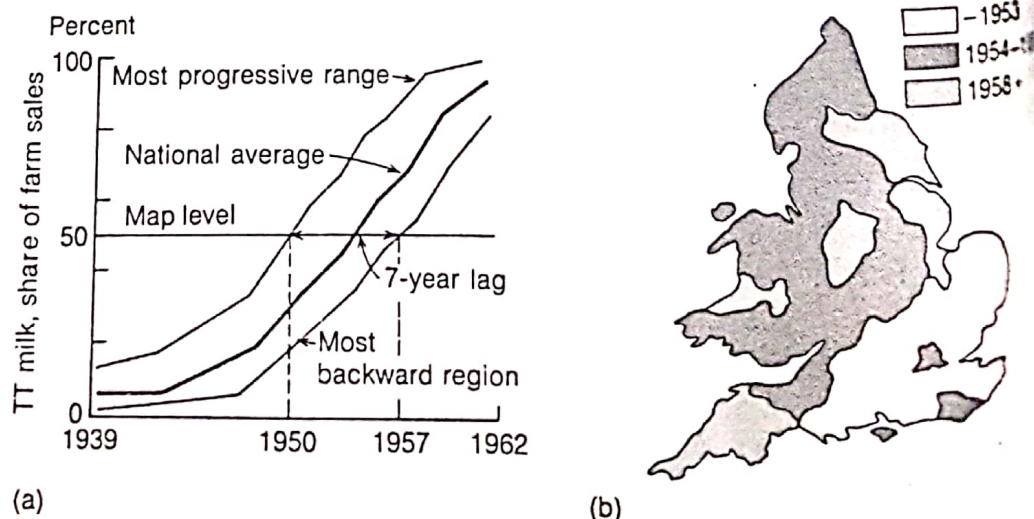 Percent
100
Most progressive range
National average
Map level
50
7-year lag
Most
backward region
0
1939
1950
1957
1962
TT milk, share of farm sales
(a)
-1953
1954-
1958+
(b)